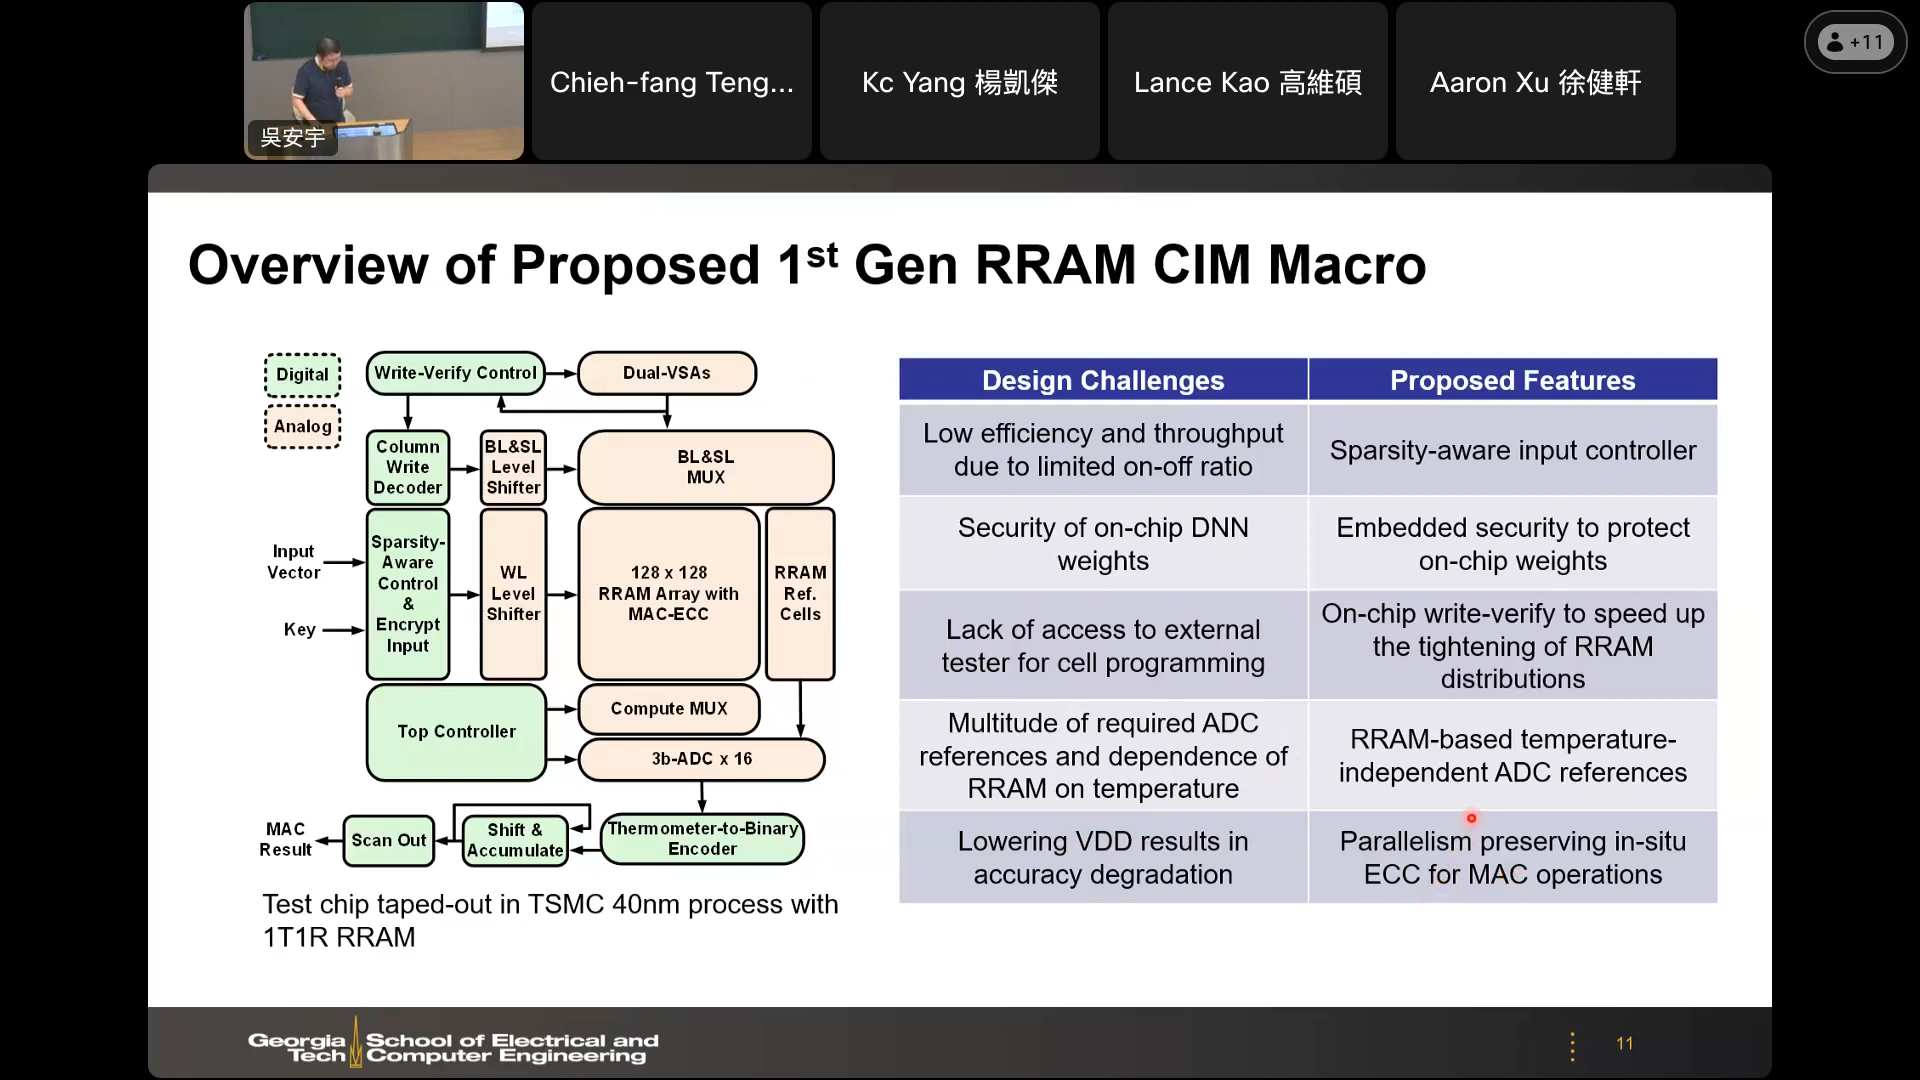 吳安宇
Chieh-fang Teng...
Kc Yang 楊凱傑
Lance Kao 高維碩
Aaron Xu 徐健軒
+11
Overview of Proposed 1st Gen RRAM CIM Macro
Digital
Analog
Write-Verify Control
Dual-VSAs
Column
Write
Decoder
BL&SL
Level
Shifter
BL&SL
MUX
Input
Vector
Key
Sparsity-
Aware
Control
&
Encrypt
Input
WL
Level
Shifter
128 x 128
RRAM Array with
MAC-ECC
RRAM
Ref.
Cells
Top Controller
Compute MUX
3b-ADC x 16
MAC
Result
Scan Out
Shift &
Accumulate
Thermometer-to-Binary
Encoder
Test chip taped-out in TSMC 40nm process with
1T1R RRAM
Design Challenges
Proposed Features
Low efficiency and throughput
due to limited on-off ratio
Sparsity-aware input controller
Security of on-chip DNN
weights
Embedded security to protect
on-chip weights
Lack of access to external
tester for cell programming
On-chip write-verify to speed up
the tightening of RRAM
distributions
Multitude of required ADC
references and dependence of
RRAM on temperature
RRAM-based temperature-
independent ADC references
Lowering VDD results in
accuracy degradation
Parallelism preserving in-situ
ECC for MAC operations
Georgia
Tech
School of Electrical and
Computer Engineering
11